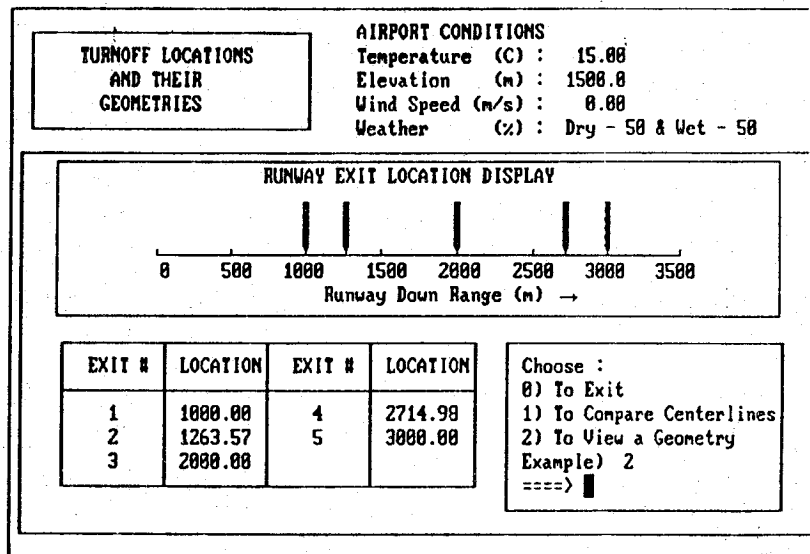 TURNOFF LOCATIONS
AND THEIR
GEOMETRIES
AIRPORT CONDITIONS
Temperature (C) : 15.00
Elevation (m) : 1500.0
Wind Speed (m/s) : 0.00
Weather (%) : Dry - 50 & Wet - 50
RUNWAY EXIT LOCATION DISPLAY
0 500 1000 1500 2000 2500 3000 3500
Runway Down Range (m) →
EXIT # LOCATION EXIT # LOCATION
1 1000.00 4 2714.98
2 1263.57 5 3000.00
3 2000.00
Choose :
0) To Exit
1) To Compare Centerlines
2) To View a Geometry
Example) 2
====>